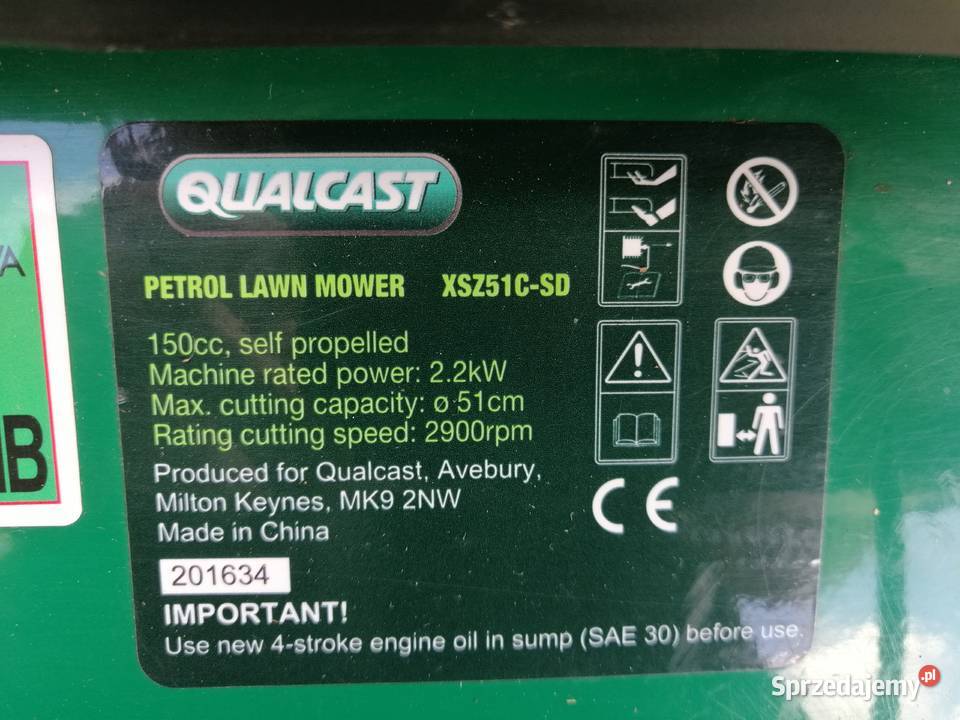 QUALCAST
PETROL LAWN MOWER XSZ51C-SD
150cc, self propelled
Machine rated power: 2.2kW
Max. cutting capacity: ø 51cm
Rating cutting speed: 2900rpm
Produced for Qualcast, Avebury,
Milton Keynes, MK9 2NW
Made in China
CE
201634
IMPORTANT!
Use new 4-stroke engine oil in sump (SAE 30) before use.
Sprzedajemy.pl